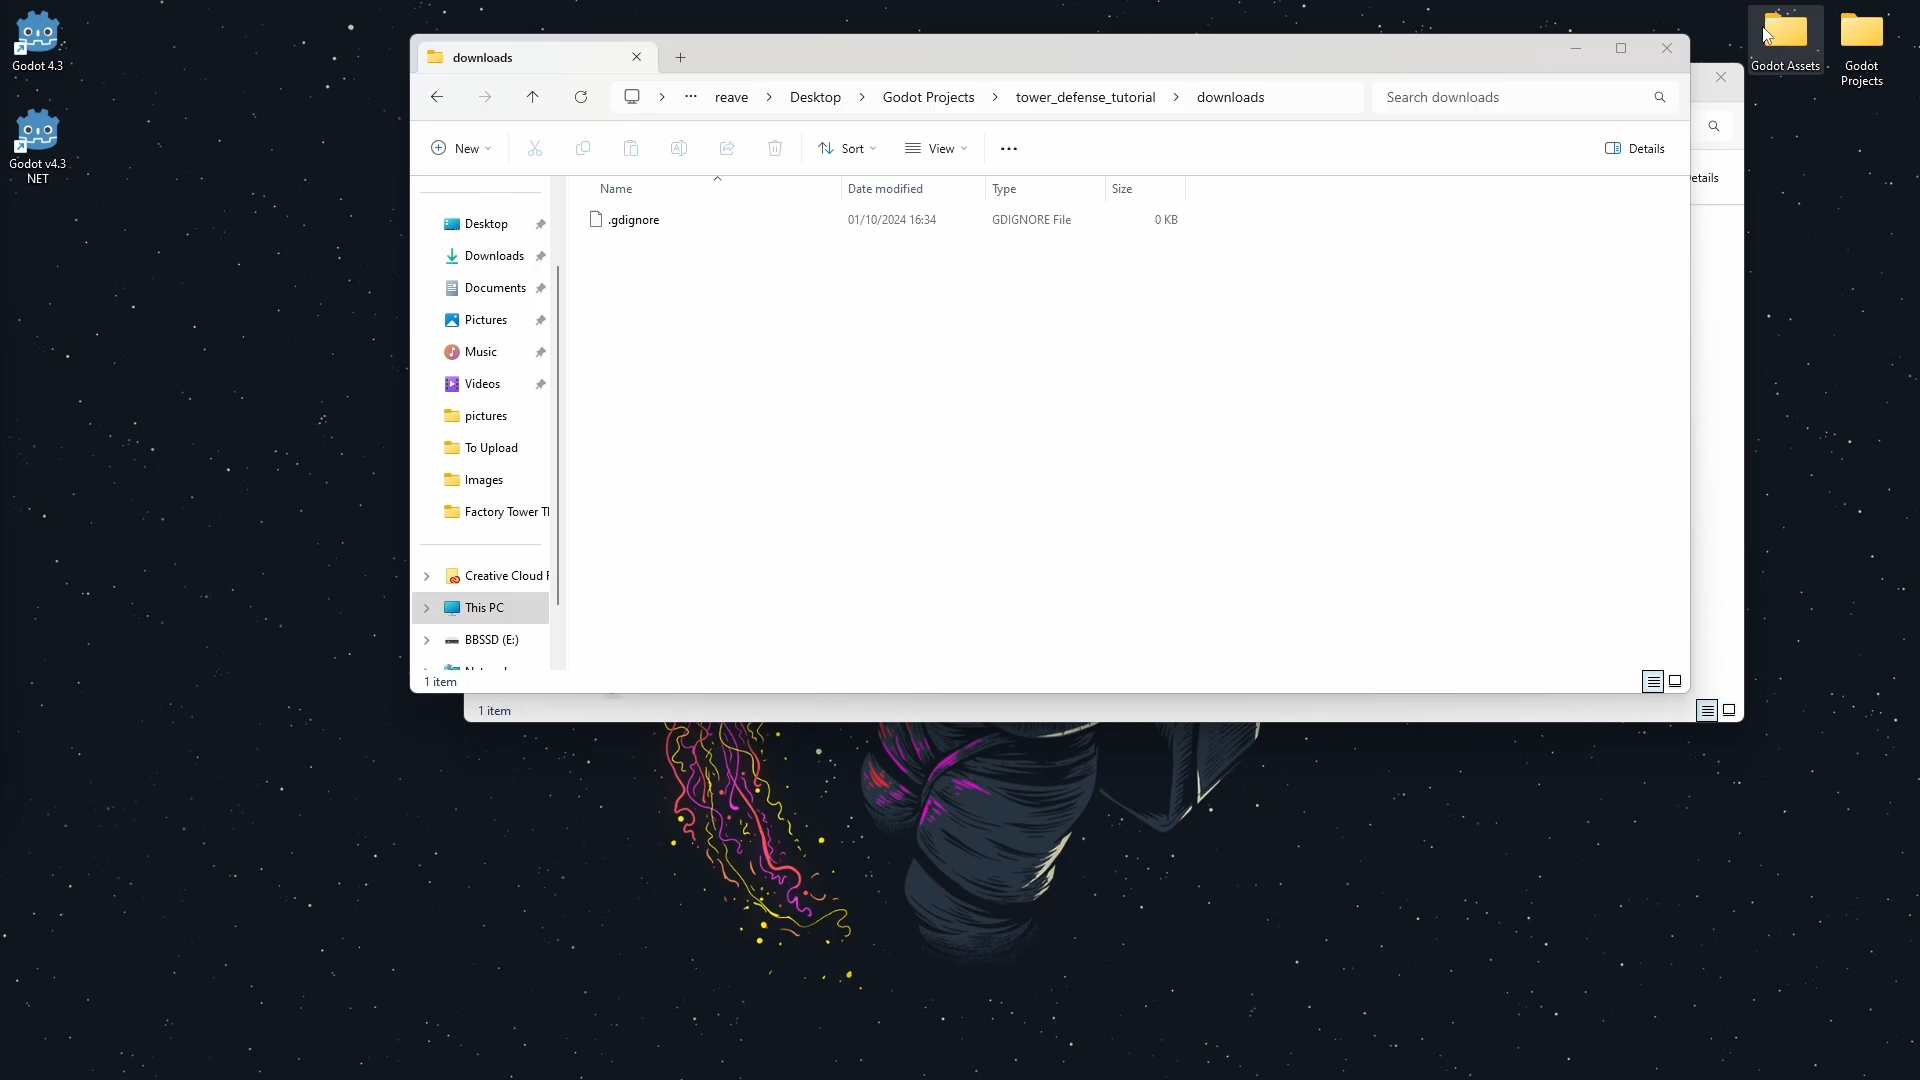 Godot 4.3
Godot v4.3
NET
Godot Assets
Godot
Projects
downloads
reave
Desktop
Godot Projects
tower_defense_tutorial
downloads
Search downloads
New
Sort
View
Details
etails
Name
Date modified
Type
Size
.gdignore
01/10/2024 16:34
GDIGNORE File
0 KB
Desktop
Downloads
Documents
Pictures
Music
Videos
pictures
To Upload
Images
Factory Tower
Creative Cloud
This PC
BBSSD (E:)
1 item
1 item